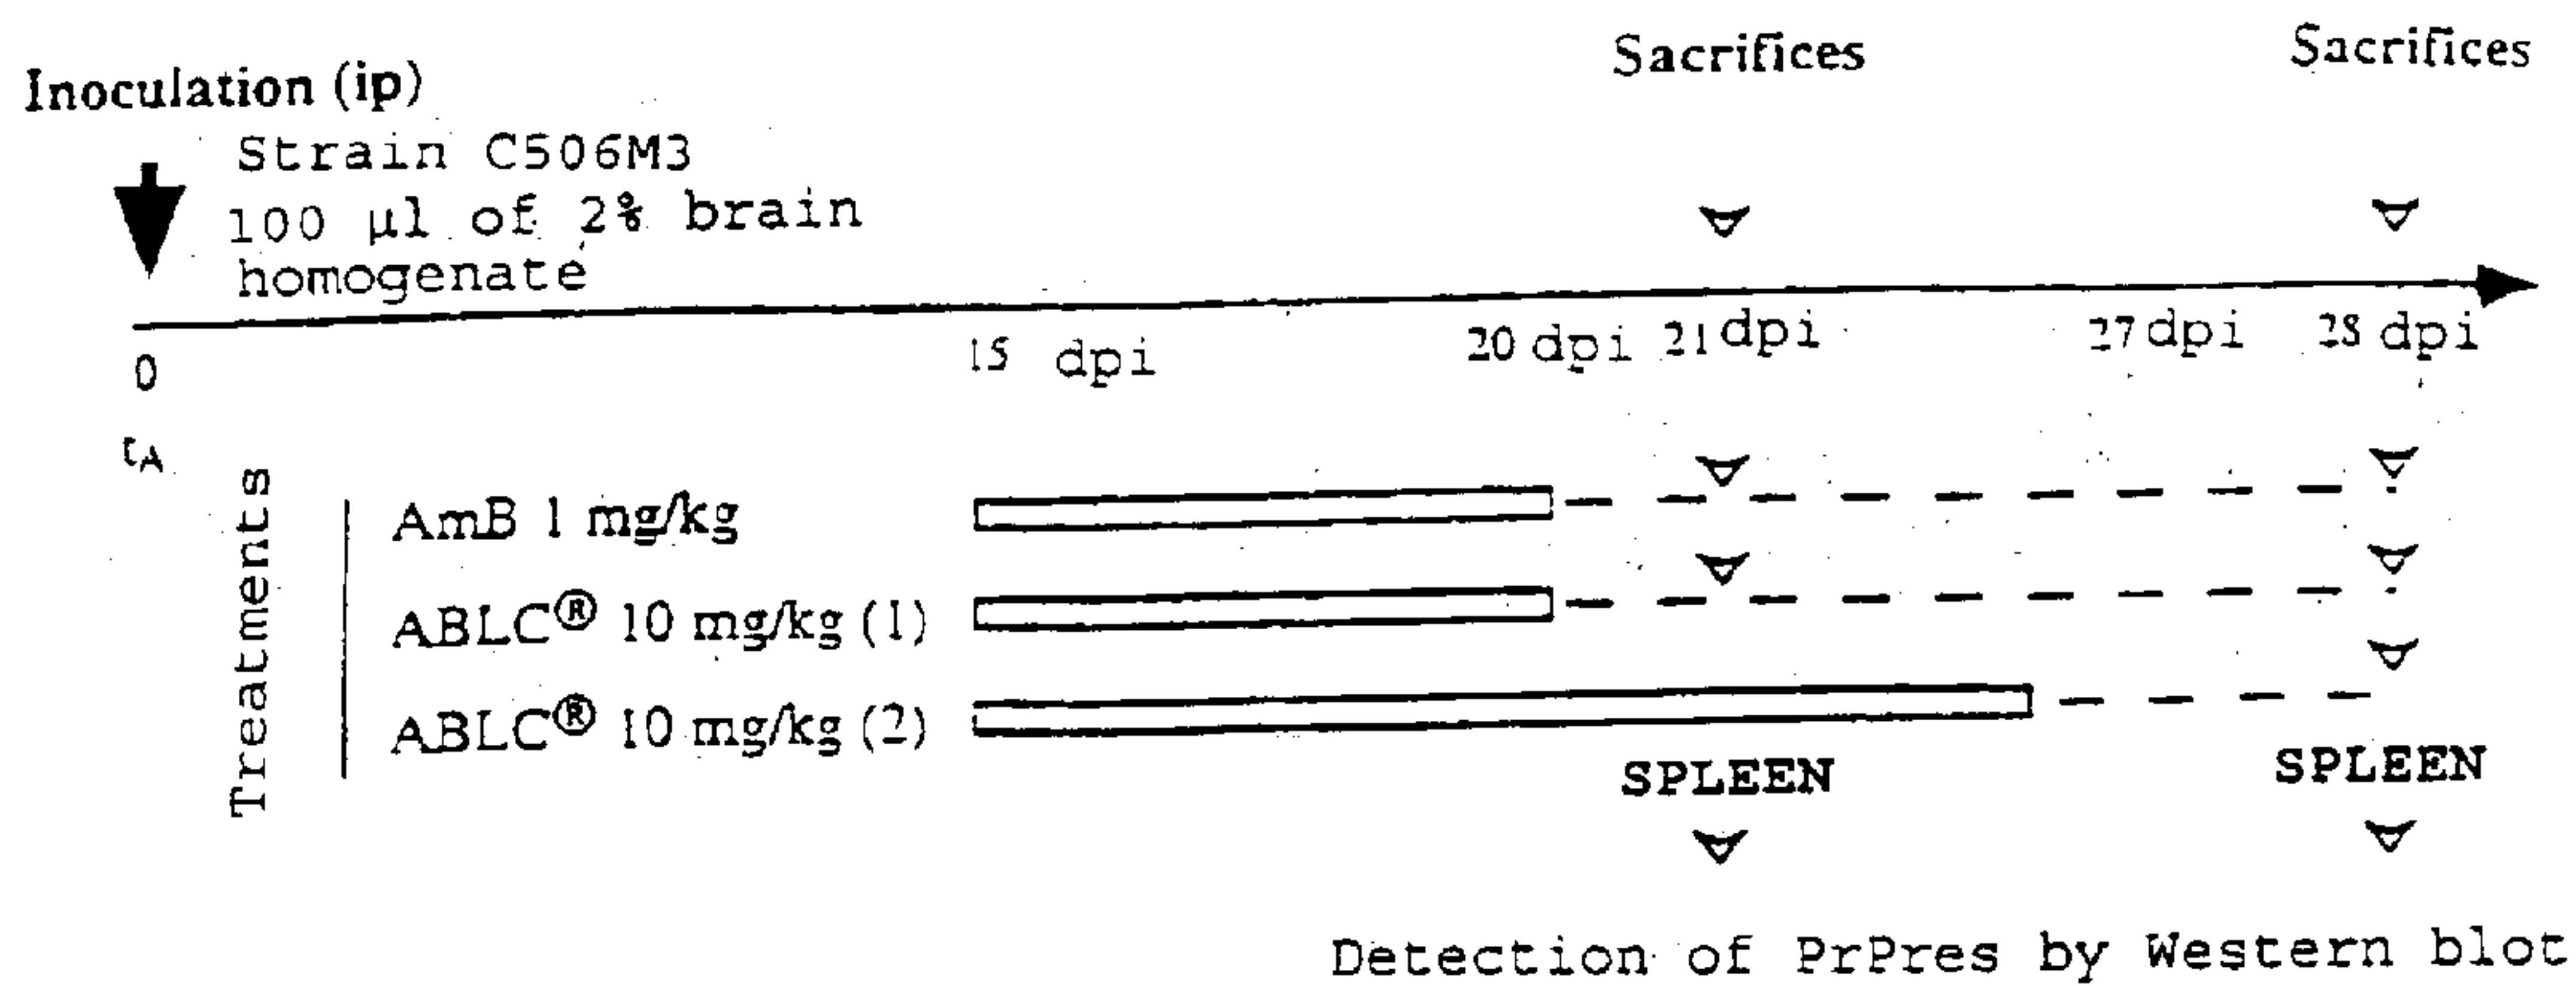 Sacrifices
Sacrifices
Inoculation (ip)
Strain C506M3
100 µl of 2% brain
homogenate
0
15 dpi
20 dpi
21 dpi
27 dpi
28 dpi
tA
Treatments
AmB 1 mg/kg
ABLC® 10 mg/kg (1)
ABLC® 10 mg/kg (2)
SPLEEN
SPLEEN
Detection of PrPres by Western blot